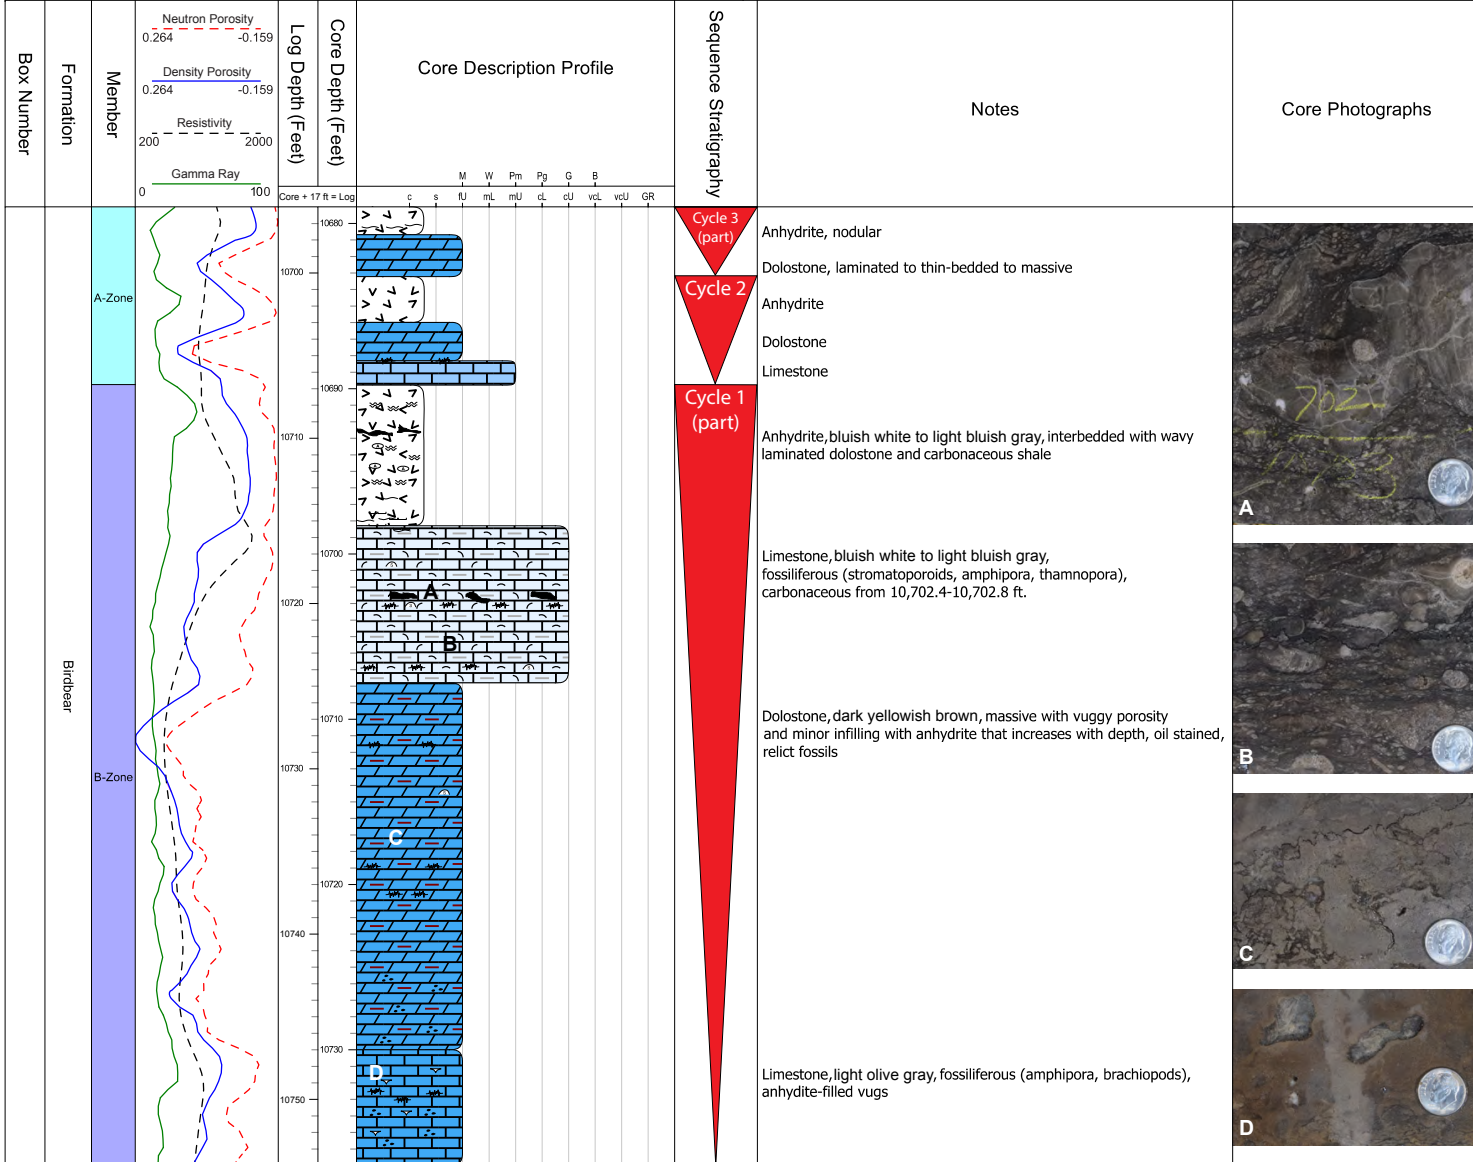 Box Number
Formation
Member
Neutron Porosity
0.264 -0.159
Density Porosity
0.264 -0.159
Resistivity
200 2000
Gamma Ray
0 100
Log Depth (Feet)
Core Depth (Feet)
Core + 17 ft = Log
Core Description Profile
M W Pm Pg G B
c s fU mL mU cL cU vcL vcU GR
Sequence Stratigraphy
Notes
Core Photographs
Birdbear
A-Zone
B-Zone
10700
10710
10720
10730
10740
10750
10680
10690
10700
10710
10720
10730
A
B
C
D
Cycle 3
(part)
Cycle 2
Cycle 1
(part)
Anhydrite, nodular
Dolostone, laminated to thin-bedded to massive
Anhydrite
Dolostone
Limestone
Anhydrite, bluish white to light bluish gray, interbedded with wavy
laminated dolostone and carbonaceous shale
Limestone, bluish white to light bluish gray,
fossiliferous (stromatoporoids, amphipora, thamnopora),
carbonaceous from 10,702.4-10,702.8 ft.
Dolostone, dark yellowish brown, massive with vuggy porosity
and minor infilling with anhydrite that increases with depth, oil stained,
relict fossils
Limestone, light olive gray, fossiliferous (amphipora, brachiopods),
anhydite-filled vugs
702
A
B
C
D